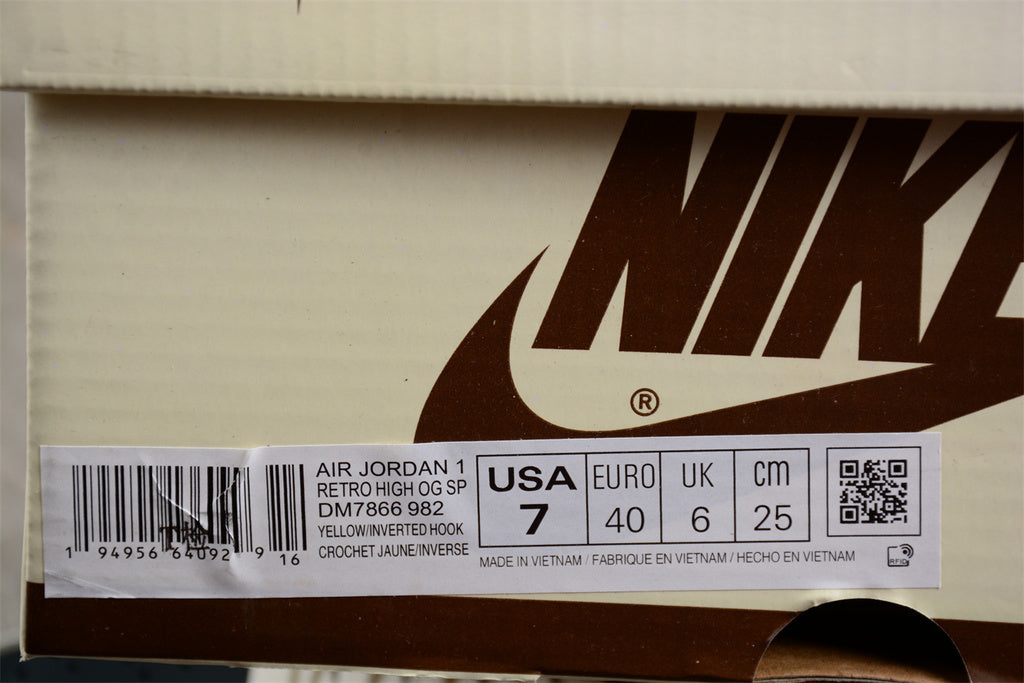 NIKE
®
AIR JORDAN 1
RETRO HIGH OG SP
DM7866 982
YELLOW/INVERTED HOOK
CROCHET JAUNE/INVERSE
1 94956 64092 9 16
USA EURO UK cm
7 40 6 25
MADE IN VIETNAM / FABRIQUE EN VIETNAM / HECHO EN VIETNAM
RFID